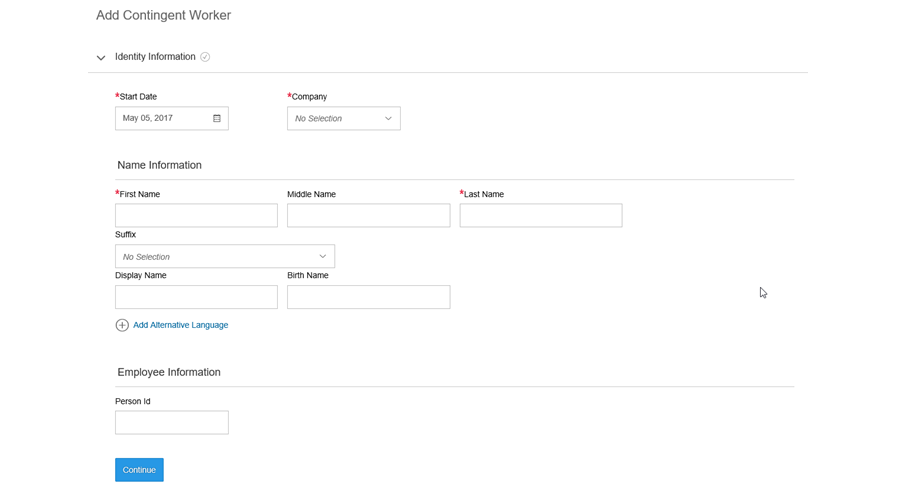 Add Contingent Worker
Identity Information
*Start Date *Company
May 05, 2017 No Selection
Name Information
*First Name Middle Name *Last Name
Suffix
No Selection
Display Name Birth Name
Add Alternative Language
Employee Information
Person Id
Continue